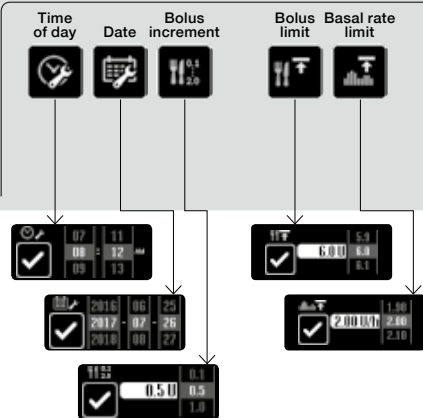 Time
of day
Date
Bolus
increment
Bolus
limit
Basal rate
limit
0.1
2.0
07 11
08 : 12 AM
09 13
2016 06 25
2017 - 07 - 26
2018 08 27
0.1
2.0
0.1
0.5 U 0.5
1.0
5.9
6.0 U 6.0
6.1
1.90
2.00 U/h 2.00
2.10